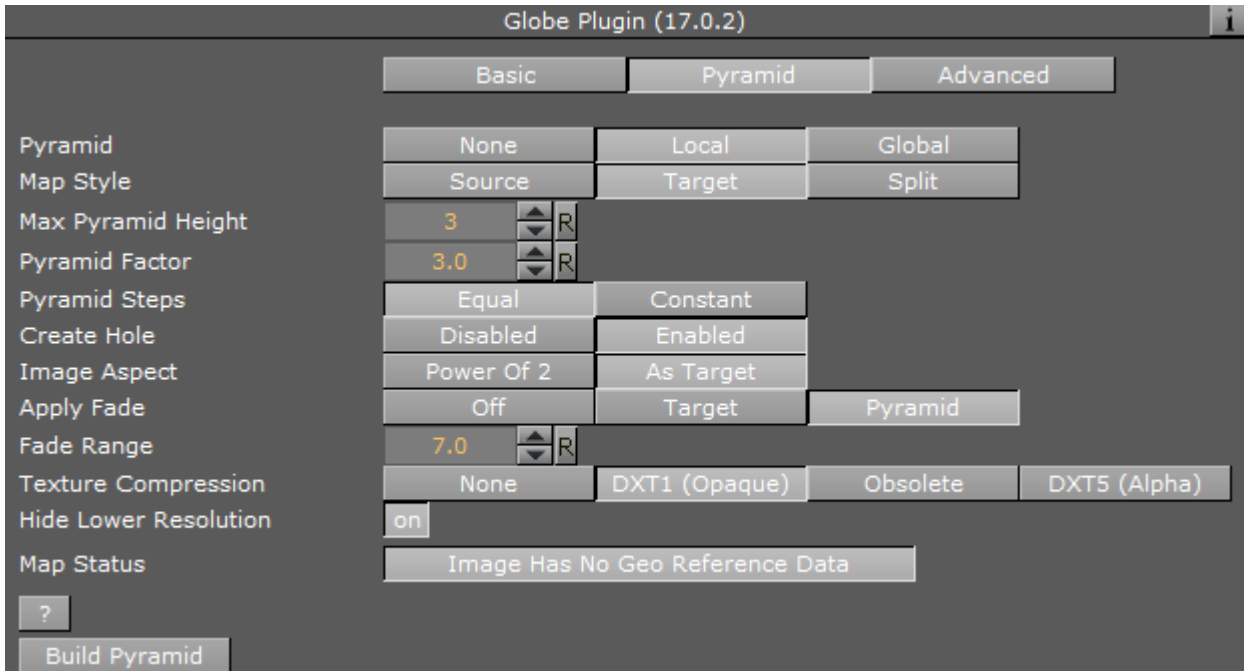 Globe Plugin (17.0.2) i
Basic Pyramid Advanced
Pyramid None Local Global
Map Style Source Target Split
Max Pyramid Height 3 R
Pyramid Factor 3.0 R
Pyramid Steps Equal Constant
Create Hole Disabled Enabled
Image Aspect Power Of 2 As Target
Apply Fade Off Target Pyramid
Fade Range 7.0 R
Texture Compression None DXT1 (Opaque) Obsolete DXT5 (Alpha)
Hide Lower Resolution on
Map Status Image Has No Geo Reference Data
?
Build Pyramid